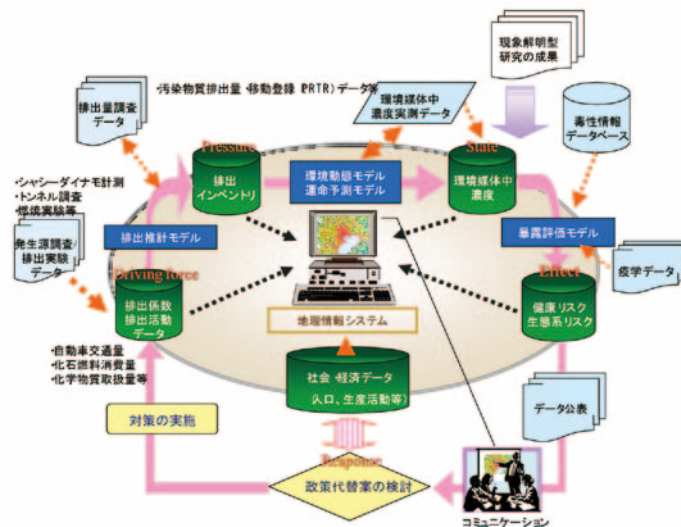 現象解明型
研究の成果
・汚染物質排出量・移動登録(PRTR)データ等
排出量調査
データ
環境媒体中
濃度実測データ
毒性情報
データベース
Pressure
State
排出
インベントリ
環境動態モデル
運命予測モデル
環境媒体中
濃度
・シャシーダイナモ計測
・トンネル調査
・燃焼実験等
排出推計モデル
暴露評価モデル
発生源調査/
排出実験
データ
疫学データ
Driving force
Effect
排出係数
排出活動
データ
地理情報システム
健康リスク
生態系リスク
・自動車交通量
・化石燃料消費量
・化学物質取扱量等
社会・経済データ
(人口、生産活動等)
データ公表
対策の実施
Response
政策代替案の検討
コミュニケーション